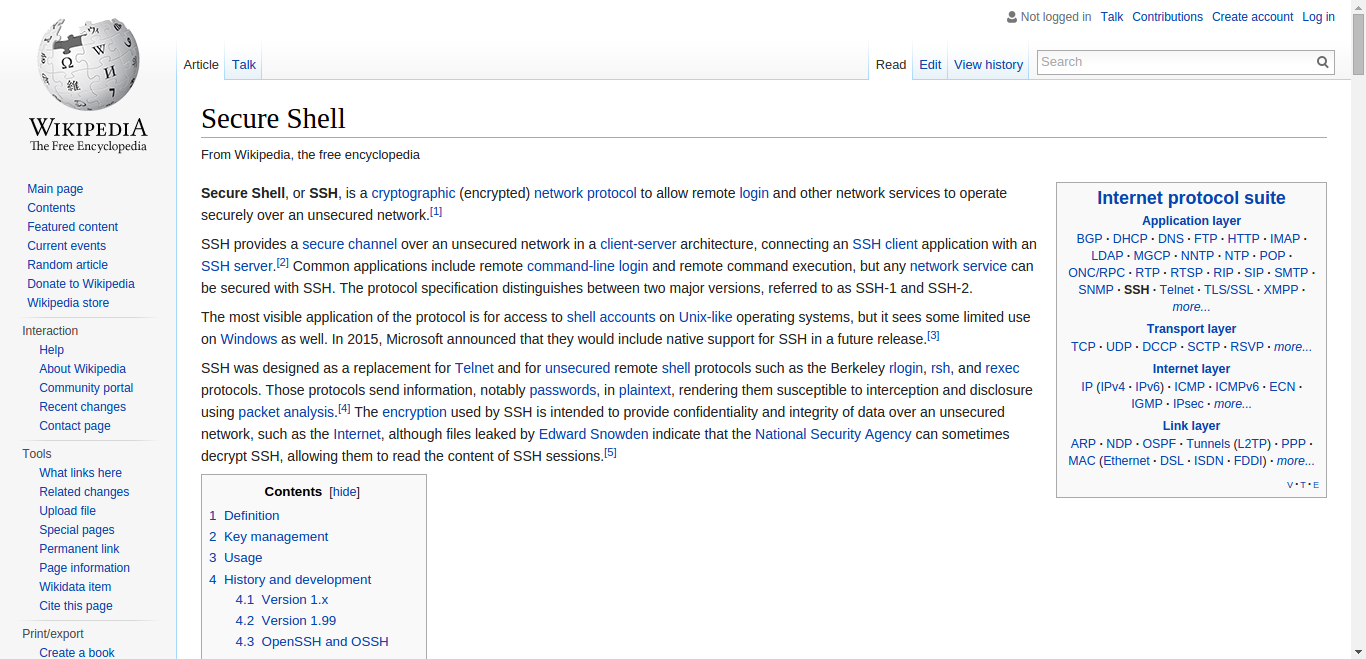 Not logged in Talk Contributions Create account Log in
Article Talk Read Edit View history Search
WIKIPEDIA
The Free Encyclopedia
Main page
Contents
Featured content
Current events
Random article
Donate to Wikipedia
Wikipedia store
Interaction
Help
About Wikipedia
Community portal
Recent changes
Contact page
Tools
What links here
Related changes
Upload file
Special pages
Permanent link
Page information
Wikidata item
Cite this page
Print/export
Create a book
Secure Shell
From Wikipedia, the free encyclopedia
Secure Shell, or SSH, is a cryptographic (encrypted) network protocol to allow remote login and other network services to operate
securely over an unsecured network.[1]
SSH provides a secure channel over an unsecured network in a client-server architecture, connecting an SSH client application with an
SSH server.[2] Common applications include remote command-line login and remote command execution, but any network service can
be secured with SSH. The protocol specification distinguishes between two major versions, referred to as SSH-1 and SSH-2.
The most visible application of the protocol is for access to shell accounts on Unix-like operating systems, but it sees some limited use
on Windows as well. In 2015, Microsoft announced that they would include native support for SSH in a future release.[3]
SSH was designed as a replacement for Telnet and for unsecured remote shell protocols such as the Berkeley rlogin, rsh, and rexec
protocols. Those protocols send information, notably passwords, in plaintext, rendering them susceptible to interception and disclosure
using packet analysis.[4] The encryption used by SSH is intended to provide confidentiality and integrity of data over an unsecured
network, such as the Internet, although files leaked by Edward Snowden indicate that the National Security Agency can sometimes
decrypt SSH, allowing them to read the content of SSH sessions.[5]
Contents [hide]
1 Definition
2 Key management
3 Usage
4 History and development
4.1 Version 1.x
4.2 Version 1.99
4.3 OpenSSH and OSSH
Internet protocol suite
Application layer
BGP · DHCP · DNS · FTP · HTTP · IMAP ·
LDAP · MGCP · NNTP · NTP · POP ·
ONC/RPC · RTP · RTSP · RIP · SIP · SMTP ·
SNMP · SSH · Telnet · TLS/SSL · XMPP ·
more...
Transport layer
TCP · UDP · DCCP · SCTP · RSVP · more...
Internet layer
IP (IPv4 · IPv6) · ICMP · ICMPv6 · ECN ·
IGMP · IPsec · more...
Link layer
ARP · NDP · OSPF · Tunnels (L2TP) · PPP ·
MAC (Ethernet · DSL · ISDN · FDDI) · more...
V · T · E